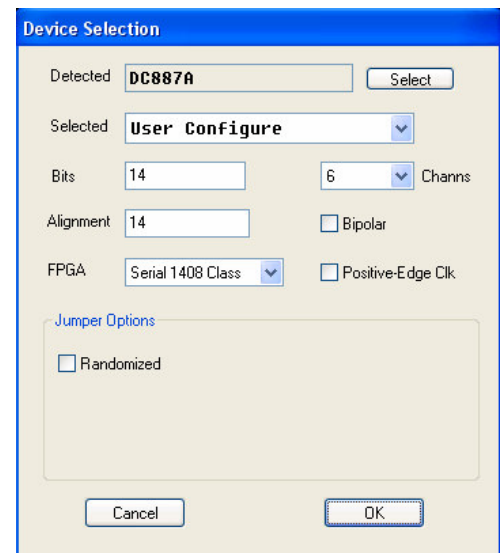 Device Selection
Detected DC887A Select
Selected User Configure
Bits 14 6 Channs
Alignment 14 Bipolar
FPGA Serial 1408 Class Positive-Edge Clk
Jumper Options
Randomized
Cancel OK